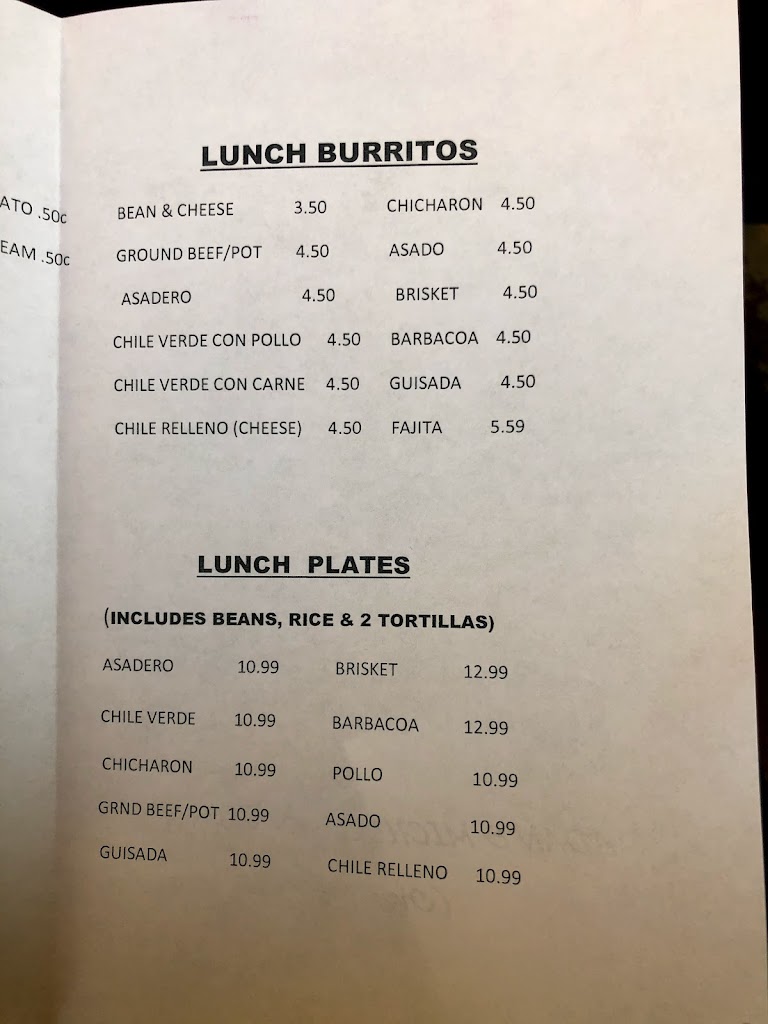 ATO .50c
EAM .50c
LUNCH BURRITOS
BEAN & CHEESE 3.50 CHICHARON 4.50
GROUND BEEF/POT 4.50 ASADO 4.50
ASADERO 4.50 BRISKET 4.50
CHILE VERDE CON POLLO 4.50 BARBACOA 4.50
CHILE VERDE CON CARNE 4.50 GUISADA 4.50
CHILE RELLENO (CHEESE) 4.50 FAJITA 5.59
LUNCH PLATES
(INCLUDES BEANS, RICE & 2 TORTILLAS)
ASADERO 10.99 BRISKET 12.99
CHILE VERDE 10.99 BARBACOA 12.99
CHICHARON 10.99 POLLO 10.99
GRND BEEF/POT 10.99 ASADO 10.99
GUISADA 10.99 CHILE RELLENO 10.99